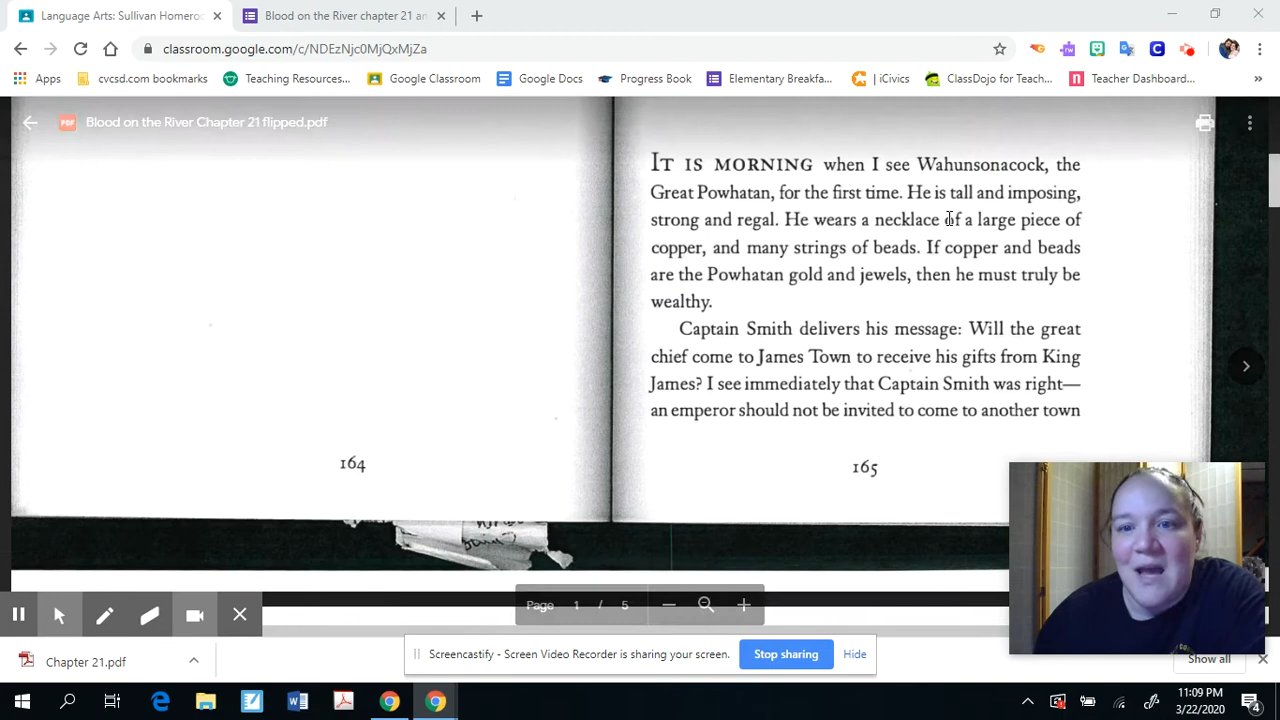 Language Arts: Sullivan Homeroo
Blood on the River chapter 21 an
classroom.google.com/c/NDEzNjc0MjQxMjZa
Apps
cvcsd.com bookmarks
Teaching Resources...
Google Classroom
Google Docs
Progress Book
Elementary Breakfa...
iCivics
ClassDojo for Teach...
Teacher Dashboard...
PDF
Blood on the River Chapter 21 flipped.pdf
IT IS MORNING when I see Wahunsonacock, the
Great Powhatan, for the first time. He is tall and imposing,
strong and regal. He wears a necklace of a large piece of
copper, and many strings of beads. If copper and beads
are the Powhatan gold and jewels, then he must truly be
wealthy.
Captain Smith delivers his message: Will the great
chief come to James Town to receive his gifts from King
James? I see immediately that Captain Smith was right—
an emperor should not be invited to come to another town
164
165
Page 1 / 5
Screencastify - Screen Video Recorder is sharing your screen.
Stop sharing
Hide
Chapter 21.pdf
Show all
11:09 PM
3/22/2020
4